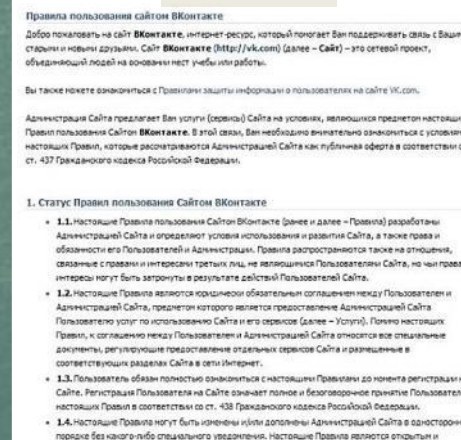 Правила пользования сайтом ВКонтакте
Добро пожаловать на сайт ВКонтакте, интернет-ресурс, который помогает Вам поддерживать связь с Ваши
старыми и новыми друзьями. Сайт ВКонтакте (http://vk.com) (далее – Сайт) – это сетевой проект,
объединяющий людей на основании мест учебы или работы.
Вы также можете ознакомиться с Правилами защиты информации о пользователях на сайте VK.com.
Администрация Сайта предлагает Вам услуги (сервисы) Сайта на условиях, являющихся предметом настоящи
Правил пользования Сайтом ВКонтакте. В этой связи, Вам необходимо внимательно ознакомиться с условиям
настоящих Правил, которые рассматриваются Администрацией Сайта как публичная оферта в соответствии с
ст. 437 Гражданского кодекса Российской Федерации.
1. Статус Правил пользования Сайтом ВКонтакте
• 1.1. Настоящие Правила пользования Сайтом ВКонтакте (ранее и далее – Правила) разработаны
Администрацией Сайта и определяют условия использования и развития Сайта, а также права и
обязанности его Пользователей и Администрации. Правила распространяются также на отношения,
связанные с правами и интересами третьих лиц, не являющимися Пользователями Сайта, но чьи права
интересы могут быть затронуты в результате действий Пользователей Сайта.
• 1.2. Настоящие Правила являются юридически обязательным соглашением между Пользователем и
Администрацией Сайта, предметом которого является предоставление Администрацией Сайта
Пользователю услуг по использованию Сайта и его сервисов (далее – Услуги). Помимо настоящих
Правил, к соглашению между Пользователем и Администрацией Сайта относятся все специальные
документы, регулирующие предоставление отдельных сервисов Сайта и размещенные в
соответствующих разделах Сайта в сети Интернет.
• 1.3. Пользователь обязан полностью ознакомиться с настоящими Правилами до момента регистрации н
Сайте. Регистрация Пользователя на Сайте означает полное и безоговорочное принятие Пользовател
настоящих Правил в соответствии со ст. 438 Гражданского кодекса Российской Федерации.
• 1.4. Настоящие Правила могут быть изменены и/или дополнены Администрацией Сайта в односторонн
порядке без какого-либо специального уведомления. Настоящие Правила являются открытым и